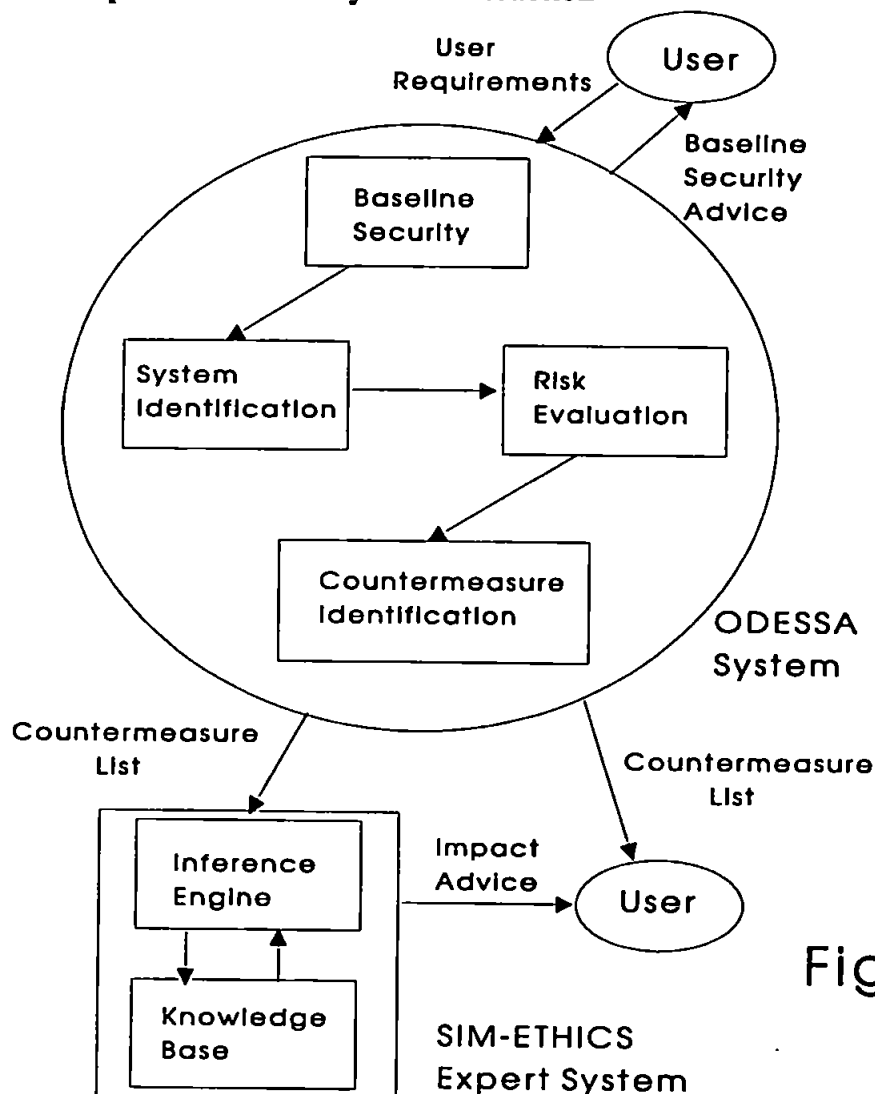 User
Requirements
User
Baseline
Security
Advice
Baseline
Security
System
Identification
Risk
Evaluation
Countermeasure
Identification
ODESSA
System
Countermeasure
List
Countermeasure
List
Inference
Engine
Impact
Advice
User
Knowledge
Base
SIM-ETHICS
Expert System
Fig